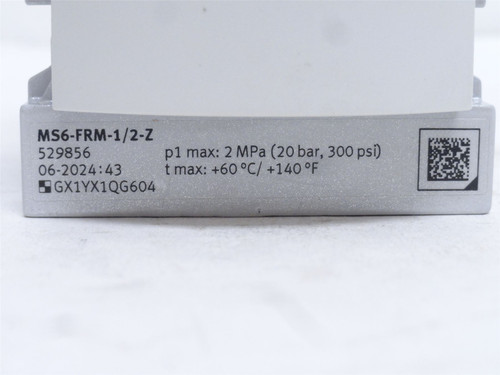 MS6-FRM-1/2-Z
529856
p1 max: 2 MPa (20 bar, 300 psi)
06-2024:43
t max: +60 °C/ +140 °F
GX1YX1QG604